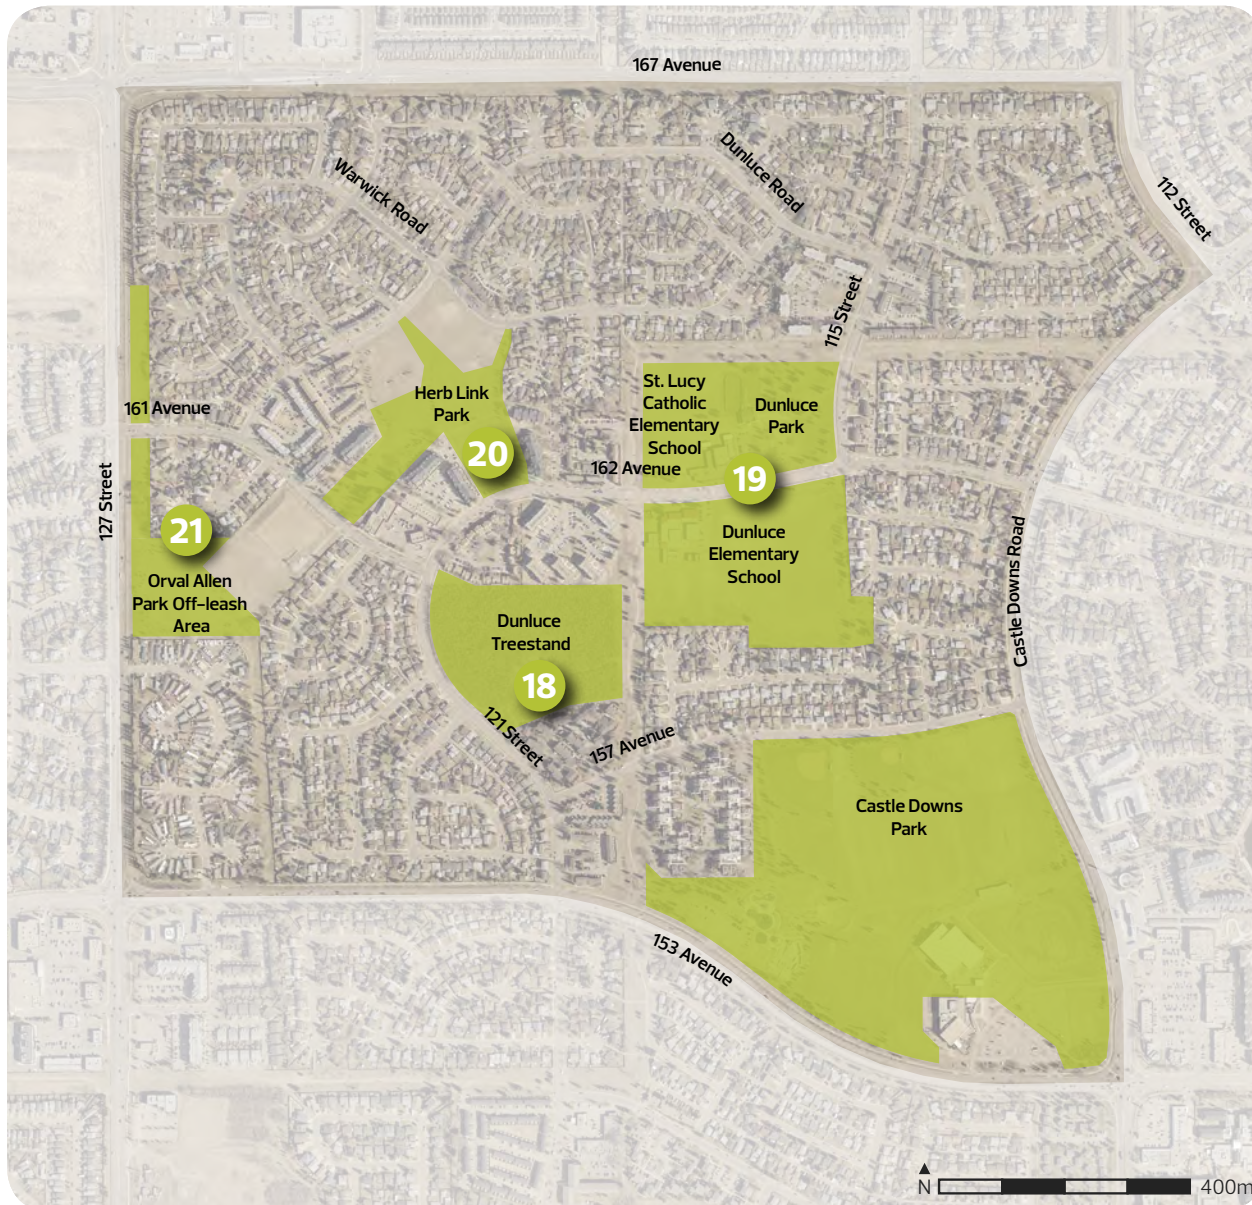 167 Avenue
Warwick Road
Dunluce Road
112 Street
115 Street
161 Avenue
Herb Link
Park
20
St. Lucy
Catholic
Elementary
School
Dunluce
Park
162 Avenue
19
127 Street
21
Orval Allen
Park Off-leash
Area
Dunluce
Elementary
School
Castle Downs Road
Dunluce
Treestand
18
121 Street
157 Avenue
Castle Downs
Park
153 Avenue
N
400m